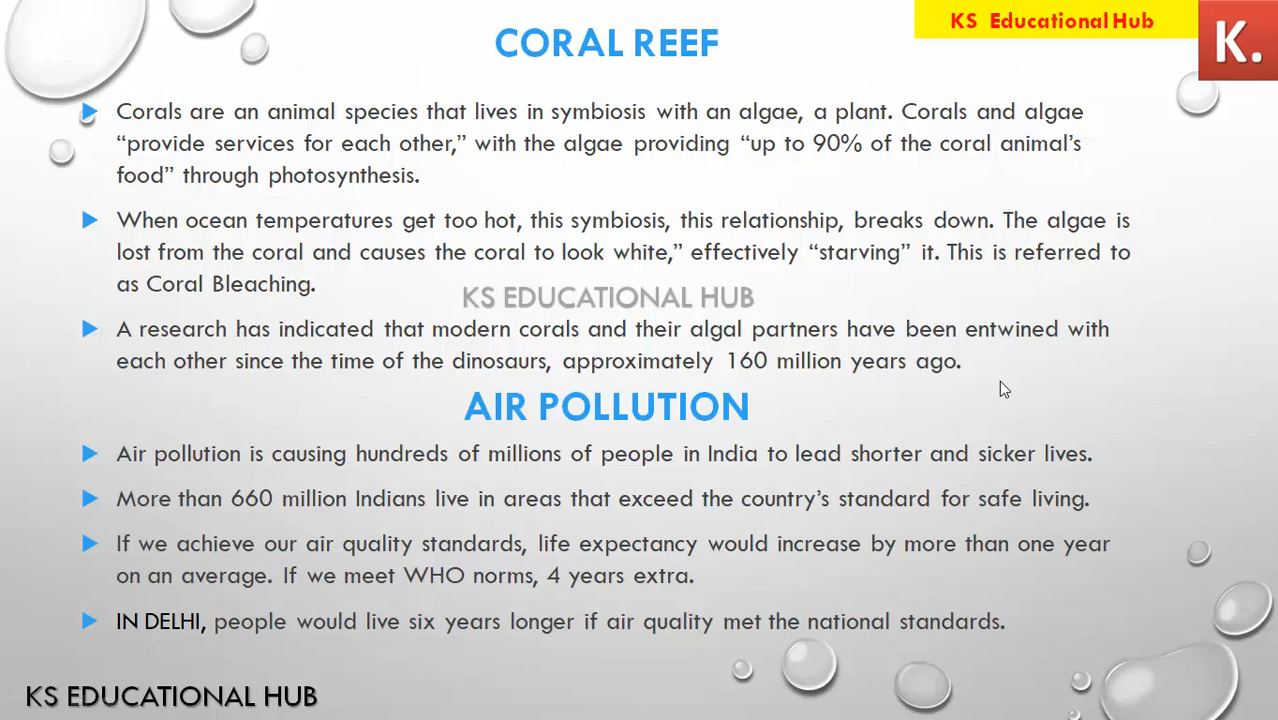 KS Educational Hub
K.
CORAL REEF
Corals are an animal species that lives in symbiosis with an algae, a plant. Corals and algae
“provide services for each other,” with the algae providing “up to 90% of the coral animal’s
food” through photosynthesis.
When ocean temperatures get too hot, this symbiosis, this relationship, breaks down. The algae is
lost from the coral and causes the coral to look white,” effectively “starving” it. This is referred to
as Coral Bleaching.
KS EDUCATIONAL HUB
A research has indicated that modern corals and their algal partners have been entwined with
each other since the time of the dinosaurs, approximately 160 million years ago.
AIR POLLUTION
Air pollution is causing hundreds of millions of people in India to lead shorter and sicker lives.
More than 660 million Indians live in areas that exceed the country’s standard for safe living.
If we achieve our air quality standards, life expectancy would increase by more than one year
on an average. If we meet WHO norms, 4 years extra.
IN DELHI, people would live six years longer if air quality met the national standards.
KS EDUCATIONAL HUB